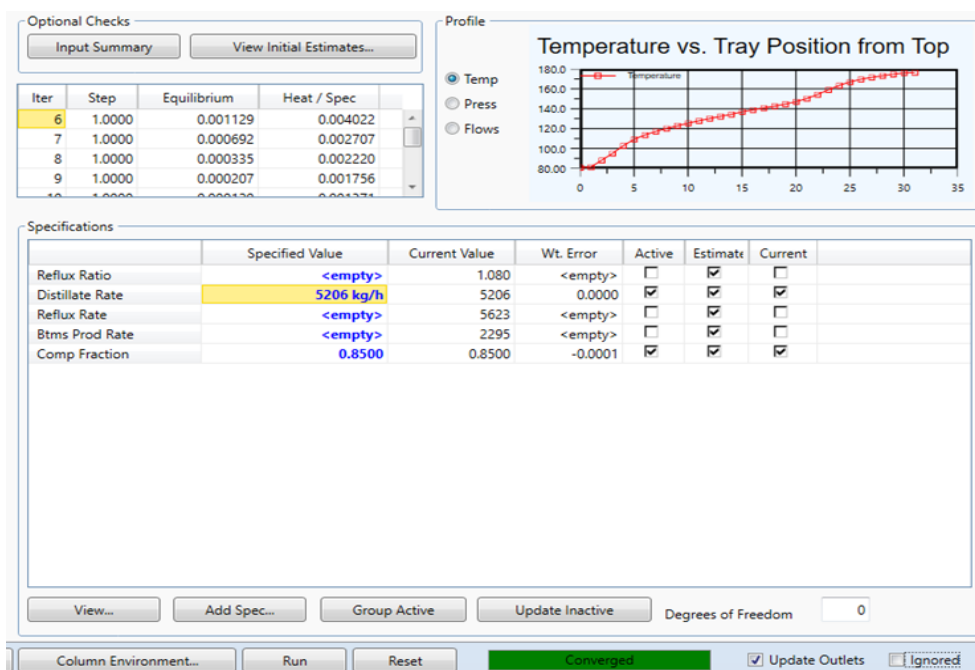 Optional Checks
Input Summary
View Initial Estimates...
Iter Step Equilibrium Heat / Spec
6 1.0000 0.001129 0.004022
7 1.0000 0.000692 0.002707
8 1.0000 0.000335 0.002220
9 1.0000 0.000207 0.001756
Profile
Temp
Press
Flows
Temperature vs. Tray Position from Top
Temperature
180.0
160.0
140.0
120.0
100.0
80.00
0 5 10 15 20 25 30 35
Specifications
Specified Value Current Value Wt. Error Active Estimate Current
Reflux Ratio <empty> 1.080 <empty>
Distillate Rate 5206 kg/h 5206 0.0000
Reflux Rate <empty> 5623 <empty>
Btms Prod Rate <empty> 2295 <empty>
Comp Fraction 0.8500 0.8500 -0.0001
View...
Add Spec...
Group Active
Update Inactive
Degrees of Freedom 0
Column Environment...
Run
Reset
Converged
Update Outlets
Ignored